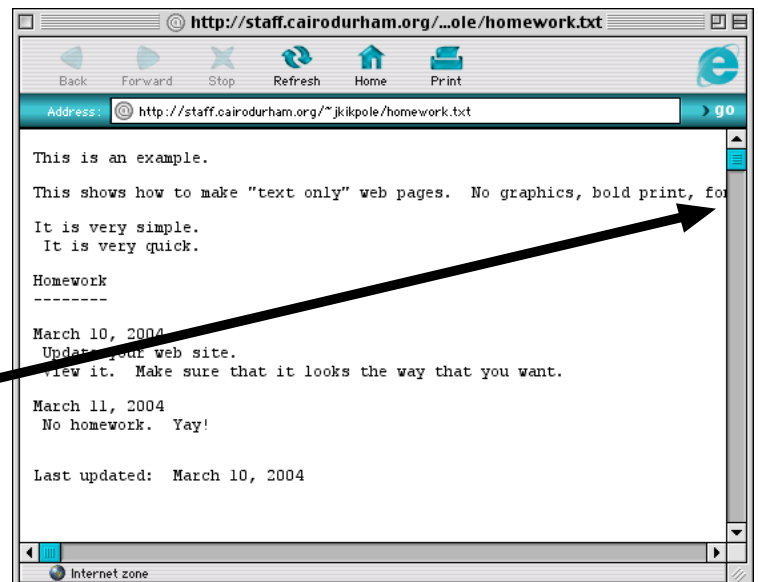 http://staff.cairodurham.org/...ole/homework.txt
Back Forward Stop Refresh Home Print
Address: http://staff.cairodurham.org/~jkikpole/homework.txt go
This is an example.
This shows how to make "text only" web pages.  No graphics, bold print, for
It is very simple.
It is very quick.
Homework
--------
March 10, 2004
Update your web site.
View it.  Make sure that it looks the way that you want.
March 11, 2004
No homework.  Yay!
Last updated:  March 10, 2004
Internet zone